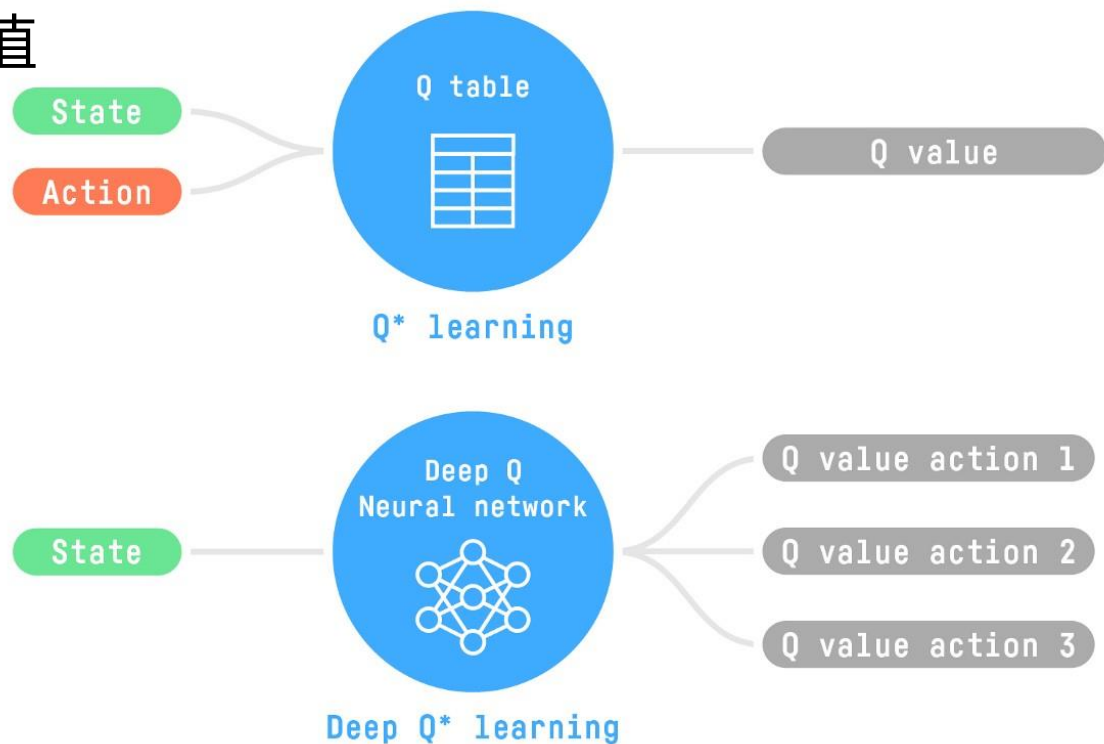 值
State
Action
Q table
Q value
Q* learning
State
Deep Q
Neural network
Q value action 1
Q value action 2
Q value action 3
Deep Q* learning